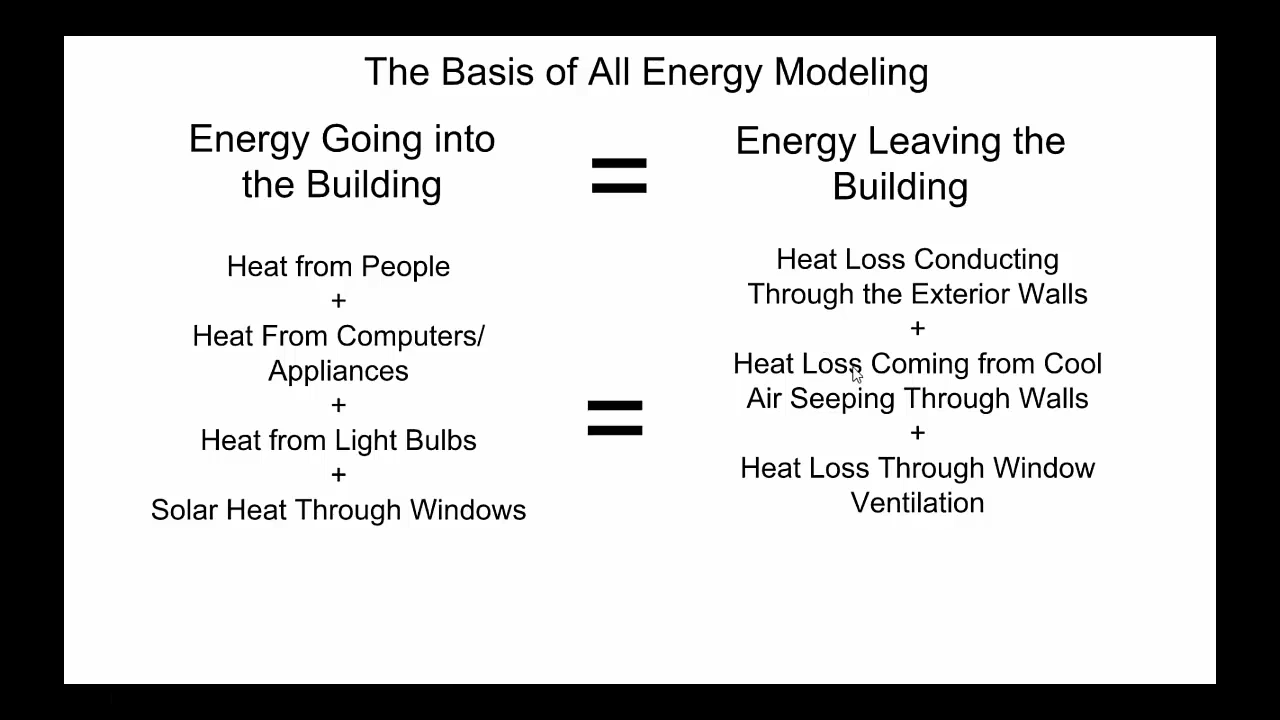 The Basis of All Energy Modeling
Energy Going into
the Building
=
Energy Leaving the
Building
Heat from People
+
Heat From Computers/
Appliances
+
Heat from Light Bulbs
+
Solar Heat Through Windows
=
Heat Loss Conducting
Through the Exterior Walls
+
Heat Loss Coming from Cool
Air Seeping Through Walls
+
Heat Loss Through Window
Ventilation